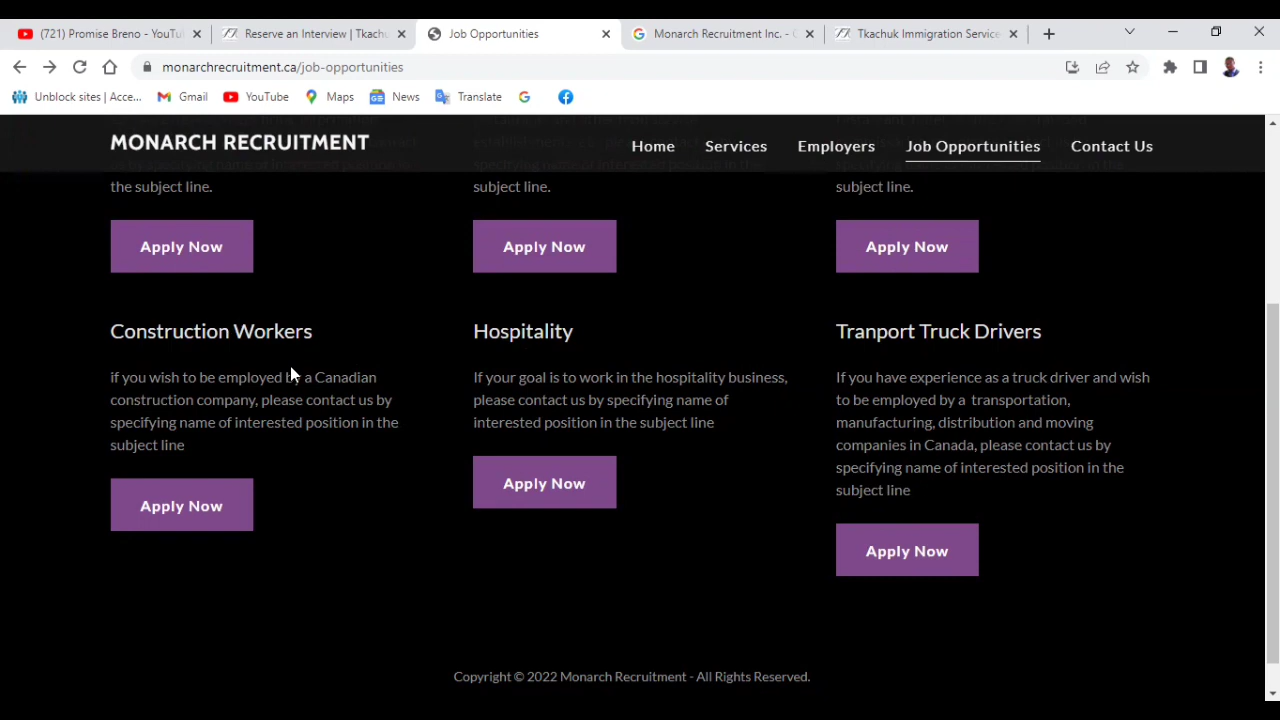 (721) Promise Breno - YouTu
Reserve an Interview | Tkachu
Job Opportunities
Monarch Recruitment Inc. - G
Tkachuk Immigration Service
monarchrecruitment.ca/job-opportunities
Unblock sites | Acce...
Gmail
YouTube
Maps
News
Translate
MONARCH RECRUITMENT
Home
Services
Employers
Job Opportunities
Contact Us
the subject line.
subject line.
subject line.
Apply Now
Apply Now
Apply Now
Construction Workers
if you wish to be employed by a Canadian
construction company, please contact us by
specifying name of interested position in the
subject line
Apply Now
Hospitality
If your goal is to work in the hospitality business,
please contact us by specifying name of
interested position in the subject line
Apply Now
Tranport Truck Drivers
If you have experience as a truck driver and wish
to be employed by a transportation,
manufacturing, distribution and moving
companies in Canada, please contact us by
specifying name of interested position in the
subject line
Apply Now
Copyright © 2022 Monarch Recruitment - All Rights Reserved.